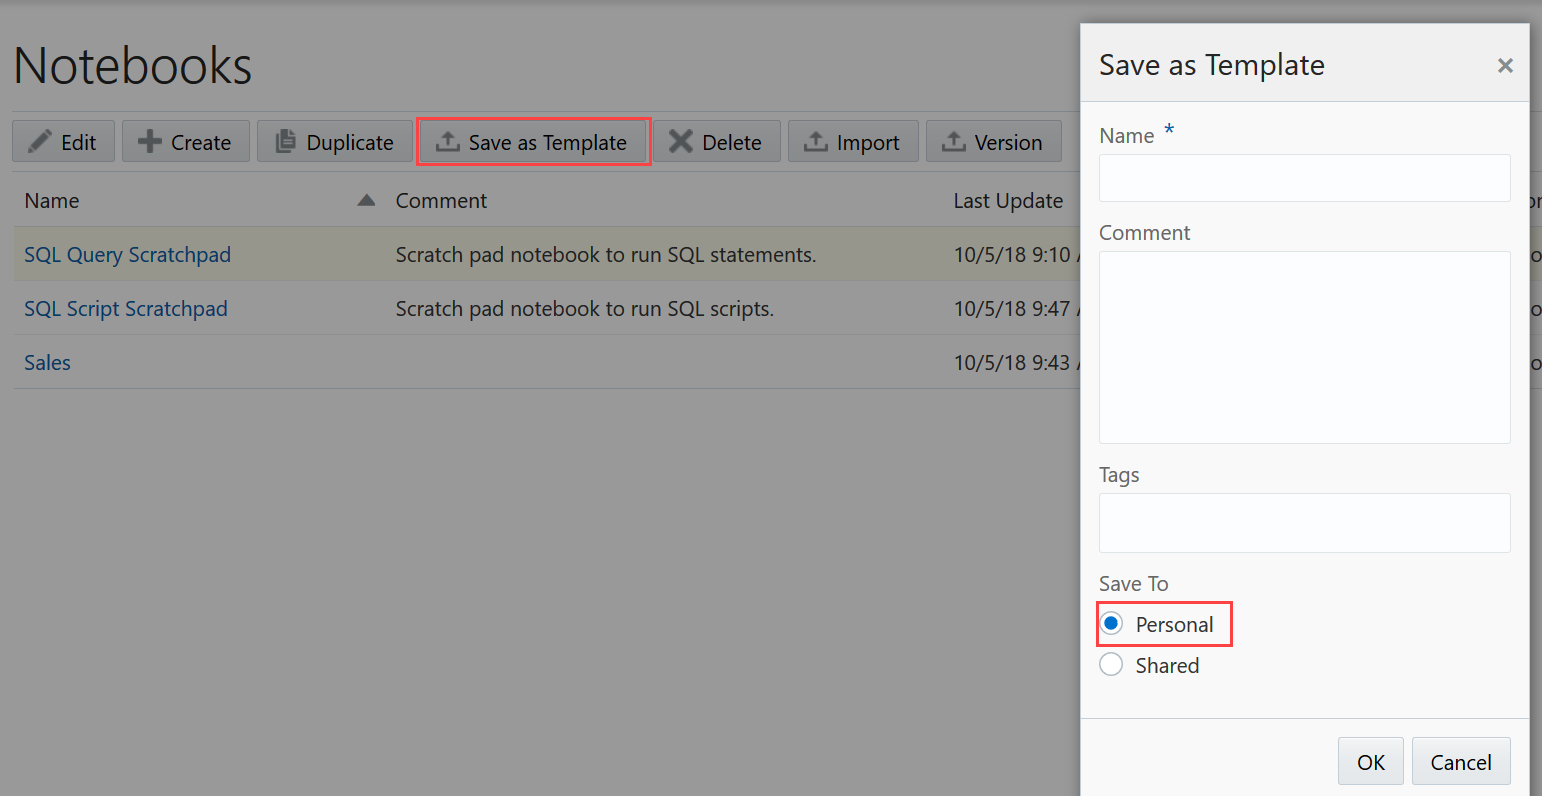 Notebooks
Edit Create Duplicate Save as Template Delete Import Version
Name Comment Last Update
SQL Query Scratchpad Scratch pad notebook to run SQL statements. 10/5/18 9:10
SQL Script Scratchpad Scratch pad notebook to run SQL scripts. 10/5/18 9:47
Sales 10/5/18 9:43
Save as Template
Name *
Comment
Tags
Save To
Personal
Shared
OK Cancel